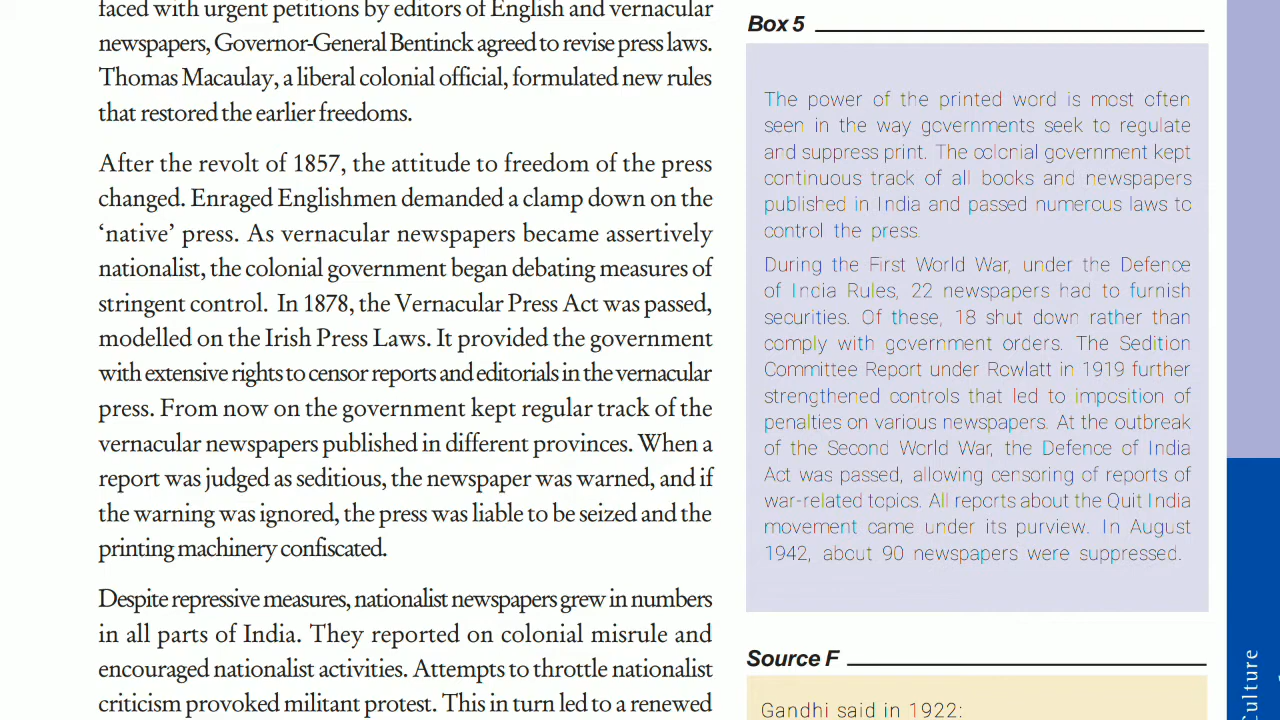 faced with urgent petitions by editors of English and vernacular
newspapers, Governor-General Bentinck agreed to revise press laws.
Thomas Macaulay, a liberal colonial official, formulated new rules
that restored the earlier freedoms.
After the revolt of 1857, the attitude to freedom of the press
changed. Enraged Englishmen demanded a clamp down on the
‘native’ press. As vernacular newspapers became assertively
nationalist, the colonial government began debating measures of
stringent control. In 1878, the Vernacular Press Act was passed,
modelled on the Irish Press Laws. It provided the government
with extensive rights to censor reports and editorials in the vernacular
press. From now on the government kept regular track of the
vernacular newspapers published in different provinces. When a
report was judged as seditious, the newspaper was warned, and if
the warning was ignored, the press was liable to be seized and the
printing machinery confiscated.
Despite repressive measures, nationalist newspapers grew in numbers
in all parts of India. They reported on colonial misrule and
encouraged nationalist activities. Attempts to throttle nationalist
criticism provoked militant protest. This in turn led to a renewed
Box 5
The power of the printed word is most often
seen in the way governments seek to regulate
and suppress print. The colonial government kept
continuous track of all books and newspapers
published in India and passed numerous laws to
control the press.
During the First World War, under the Defence
of India Rules, 22 newspapers had to furnish
securities. Of these, 18 shut down rather than
comply with government orders. The Sedition
Committee Report under Rowlatt in 1919 further
strengthened controls that led to imposition of
penalties on various newspapers. At the outbreak
of the Second World War, the Defence of India
Act was passed, allowing censoring of reports of
war-related topics. All reports about the Quit India
movement came under its purview. In August
1942, about 90 newspapers were suppressed.
Source F
Gandhi said in 1922: